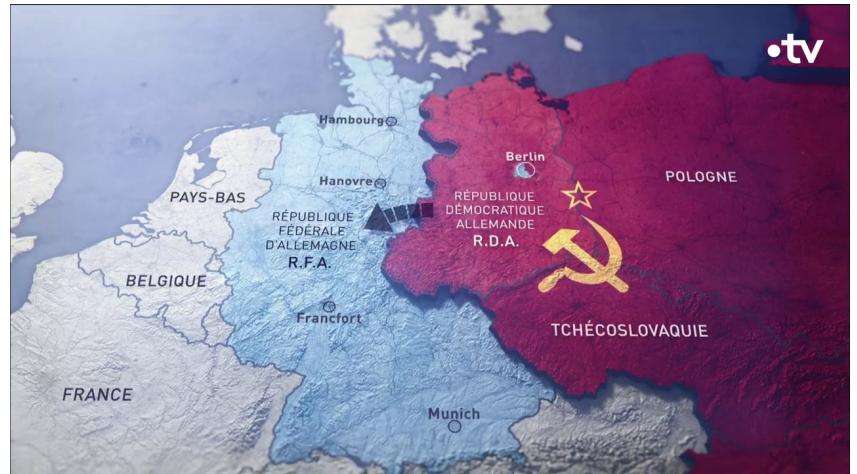 •tv
Hambourg
Berlin
Hanovre
POLOGNE
PAYS-BAS
RÉPUBLIQUE
DÉMOCRATIQUE
ALLEMANDE
R.D.A.
RÉPUBLIQUE
FÉDÉRALE
D'ALLEMAGNE
R.F.A.
BELGIQUE
Francfort
TCHÉCOSLOVAQUIE
FRANCE
Munich